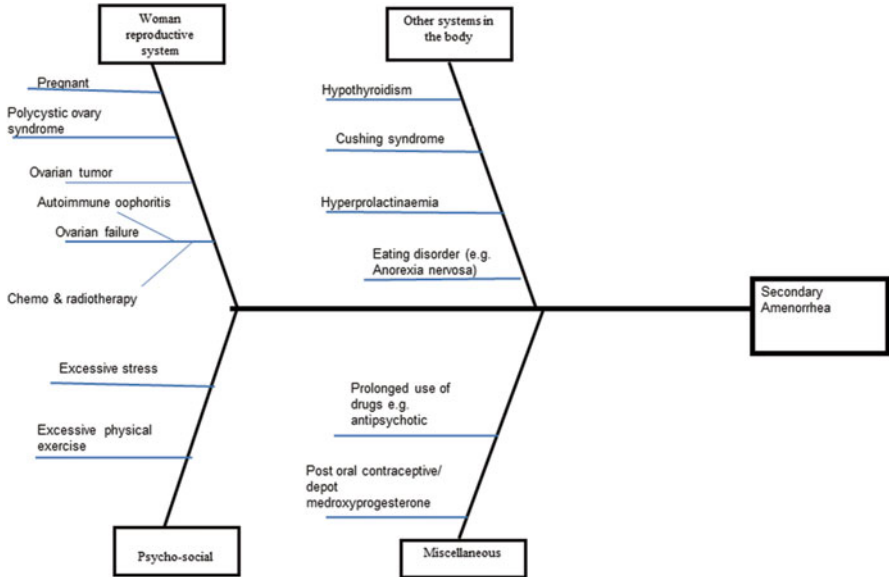 Woman
reproductive
system
Other systems in
the body
Pregnant
Polycystic ovary
syndrome
Ovarian tumor
Autoimmune oophoritis
Ovarian failure
Chemo & radiotherapy
Hypothyroidism
Cushing syndrome
Hyperprolactinaemia
Eating disorder (e.g.
Anorexia nervosa)
Secondary
Amenorrhea
Excessive stress
Excessive physical
exercise
Prolonged use of
drugs e.g.
antipsychotic
Post oral contraceptive/
depot
medroxyprogesterone
Psycho-social
Miscellaneous